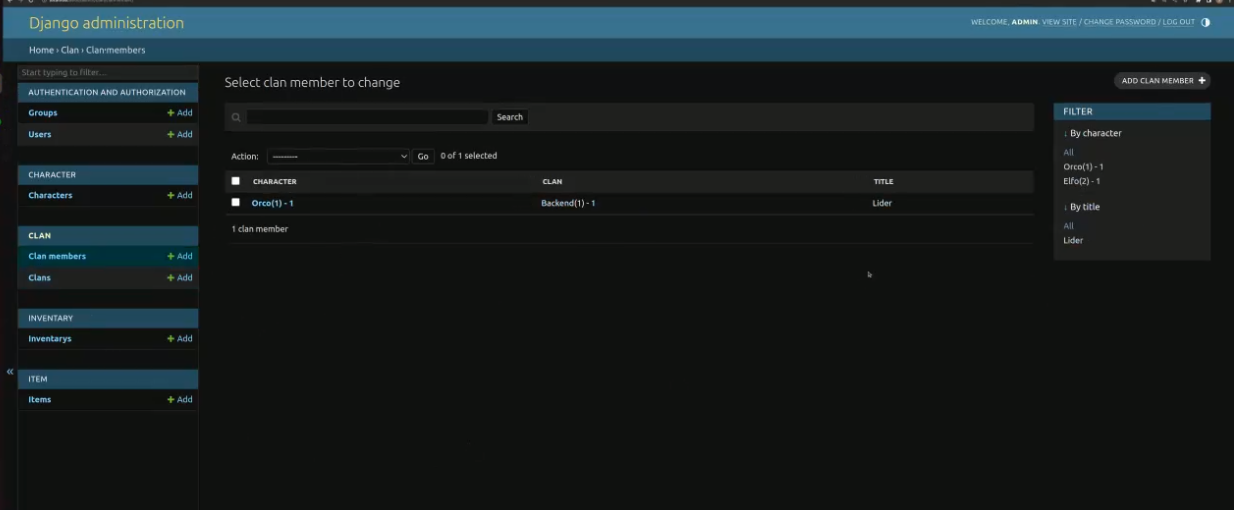 Django administration
WELCOME, ADMIN. VIEW SITE / CHANGE PASSWORD / LOG OUT
Home › Clan › Clan-members
Start typing to filter...
AUTHENTICATION AND AUTHORIZATION
Groups + Add
Users + Add
CHARACTER
Characters + Add
CLAN
Clan members + Add
Clans + Add
INVENTARY
Inventarys + Add
ITEM
Items + Add
«
Select clan member to change
ADD CLAN MEMBER +
Search
Action: --------- Go 0 of 1 selected
CHARACTER CLAN TITLE
Orco(1) - 1 Backend(1) - 1 Lider
1 clan member
FILTER
↓ By character
All
Orco(1) - 1
Elfo(2) - 1
↓ By title
All
Lider